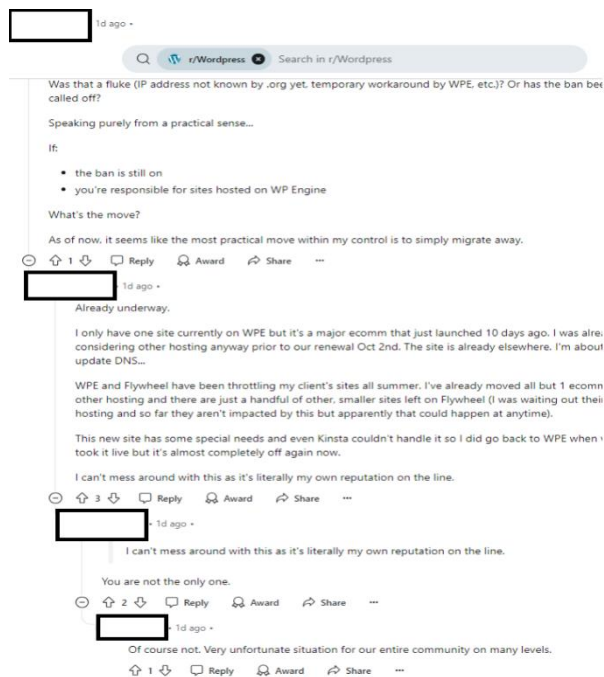 1d ago •
r/Wordpress Search in r/Wordpress
Was that a fluke (IP address not known by .org yet, temporary workaround by WPE, etc.)? Or has the ban bee
called off?
Speaking purely from a practical sense...
If:
• the ban is still on
• you're responsible for sites hosted on WP Engine
What's the move?
As of now, it seems like the most practical move within my control is to simply migrate away.
1 Reply Award Share ...
1d ago •
Already underway.
I only have one site currently on WPE but it's a major ecomm that just launched 10 days ago. I was alrea
considering other hosting anyway prior to our renewal Oct 2nd. The site is already elsewhere. I'm about
update DNS...
WPE and Flywheel have been throttling my client's sites all summer. I've already moved all but 1 ecomm
other hosting and there are just a handful of other, smaller sites left on Flywheel (I was waiting out thei
hosting and so far they aren't impacted by this but apparently that could happen at anytime).
This new site has some special needs and even Kinsta couldn't handle it so I did go back to WPE when
took it live but it's almost completely off again now.
I can't mess around with this as it's literally my own reputation on the line.
3 Reply Award Share ...
• 1d ago •
I can't mess around with this as it's literally my own reputation on the line.
You are not the only one.
2 Reply Award Share ...
• 1d ago •
Of course not. Very unfortunate situation for our entire community on many levels.
1 Reply Award Share ...